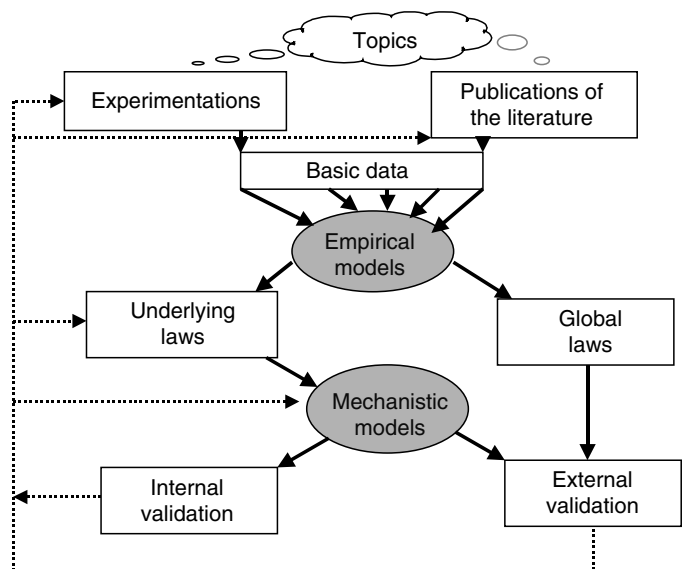 Topics
Experimentations
Publications of
the literature
Basic data
Empirical
models
Underlying
laws
Global
laws
Mechanistic
models
Internal
validation
External
validation